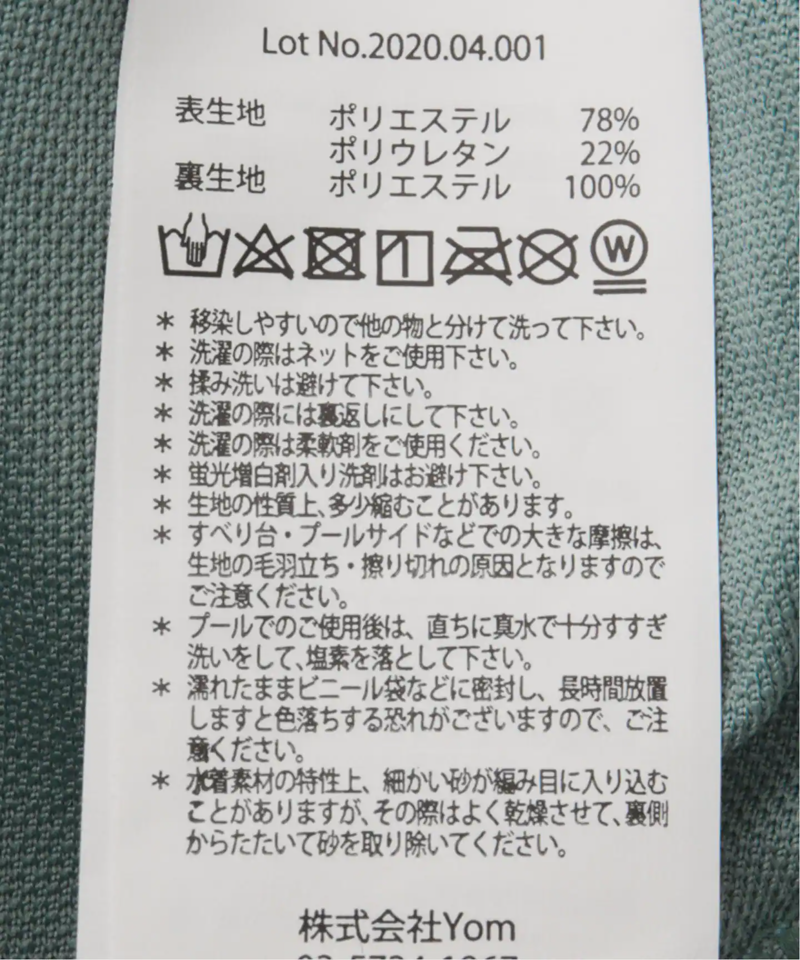 Lot No.2020.04.001
表生地 ポリエステル 78%
ポリウレタン 22%
裏生地 ポリエステル 100%
W
* 移染しやすいので他の物と分けて洗って下さい。
* 洗濯の際はネットをご使用下さい。
* 揉み洗いは避けて下さい。
* 洗濯の際には裏返しにして下さい。
* 洗濯の際は柔軟剤をご使用ください。
* 蛍光増白剤入り洗剤はお避け下さい。
* 生地の性質上、多少縮むことがあります。
* すべり台・プールサイドなどでの大きな摩擦は、
生地の毛羽立ち・擦り切れの原因となりますので
ご注意ください。
* プールでのご使用後は、直ちに真水で十分すすぎ
洗いをして、塩素を落として下さい。
* 濡れたままビニール袋などに密封し、長時間放置
しますと色落ちする恐れがございますので、ご注
意ください。
* 水着素材の特性上、細かい砂が編み目に入り込む
ことがありますが、その際はよく乾燥させて、裏側
からたたいて砂を取り除いてください。
株式会社Yom